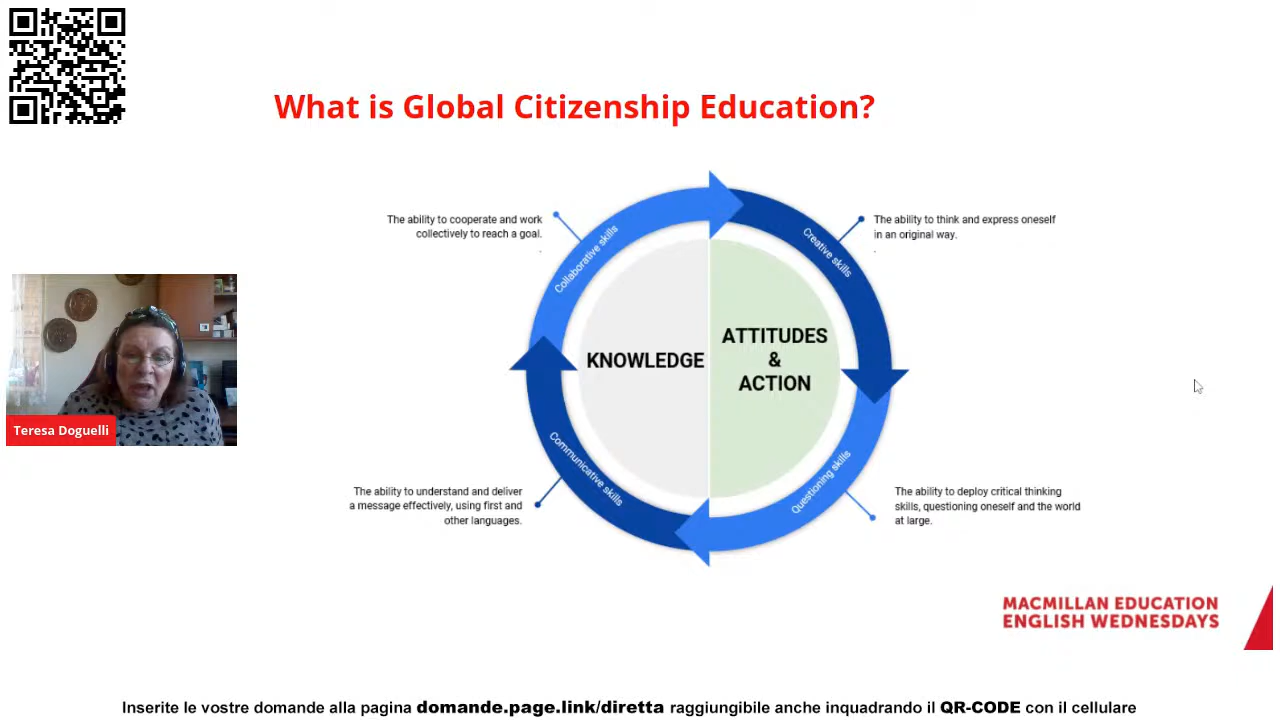 What is Global Citizenship Education?
The ability to cooperate and work
collectively to reach a goal.
.
Collaborative skills
Creative skills
The ability to think and express oneself
in an original way.
.
KNOWLEDGE
ATTITUDES
&
ACTION
Teresa Doguelli
Communicative skills
Questioning skills
The ability to understand and deliver
a message effectively, using first and
other languages.
The ability to deploy critical thinking
skills, questioning oneself and the world
at large.
MACMILLAN EDUCATION
ENGLISH WEDNESDAYS
Inserite le vostre domande alla pagina domande.page.link/diretta raggiungibile anche inquadrando il QR-CODE con il cellulare